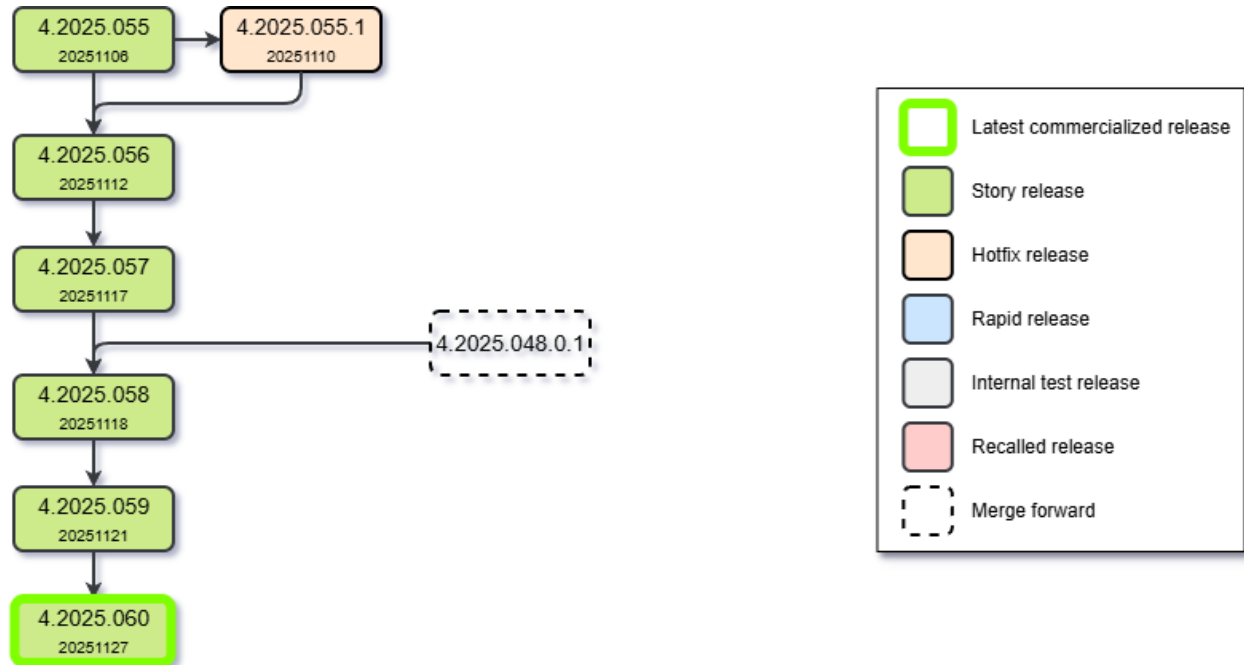 4.2025.055
20251106
4.2025.055.1
20251110
4.2025.056
20251112
4.2025.057
20251117
4.2025.048.0.1
4.2025.058
20251118
4.2025.059
20251121
4.2025.060
20251127
Latest commercialized release
Story release
Hotfix release
Rapid release
Internal test release
Recalled release
Merge forward